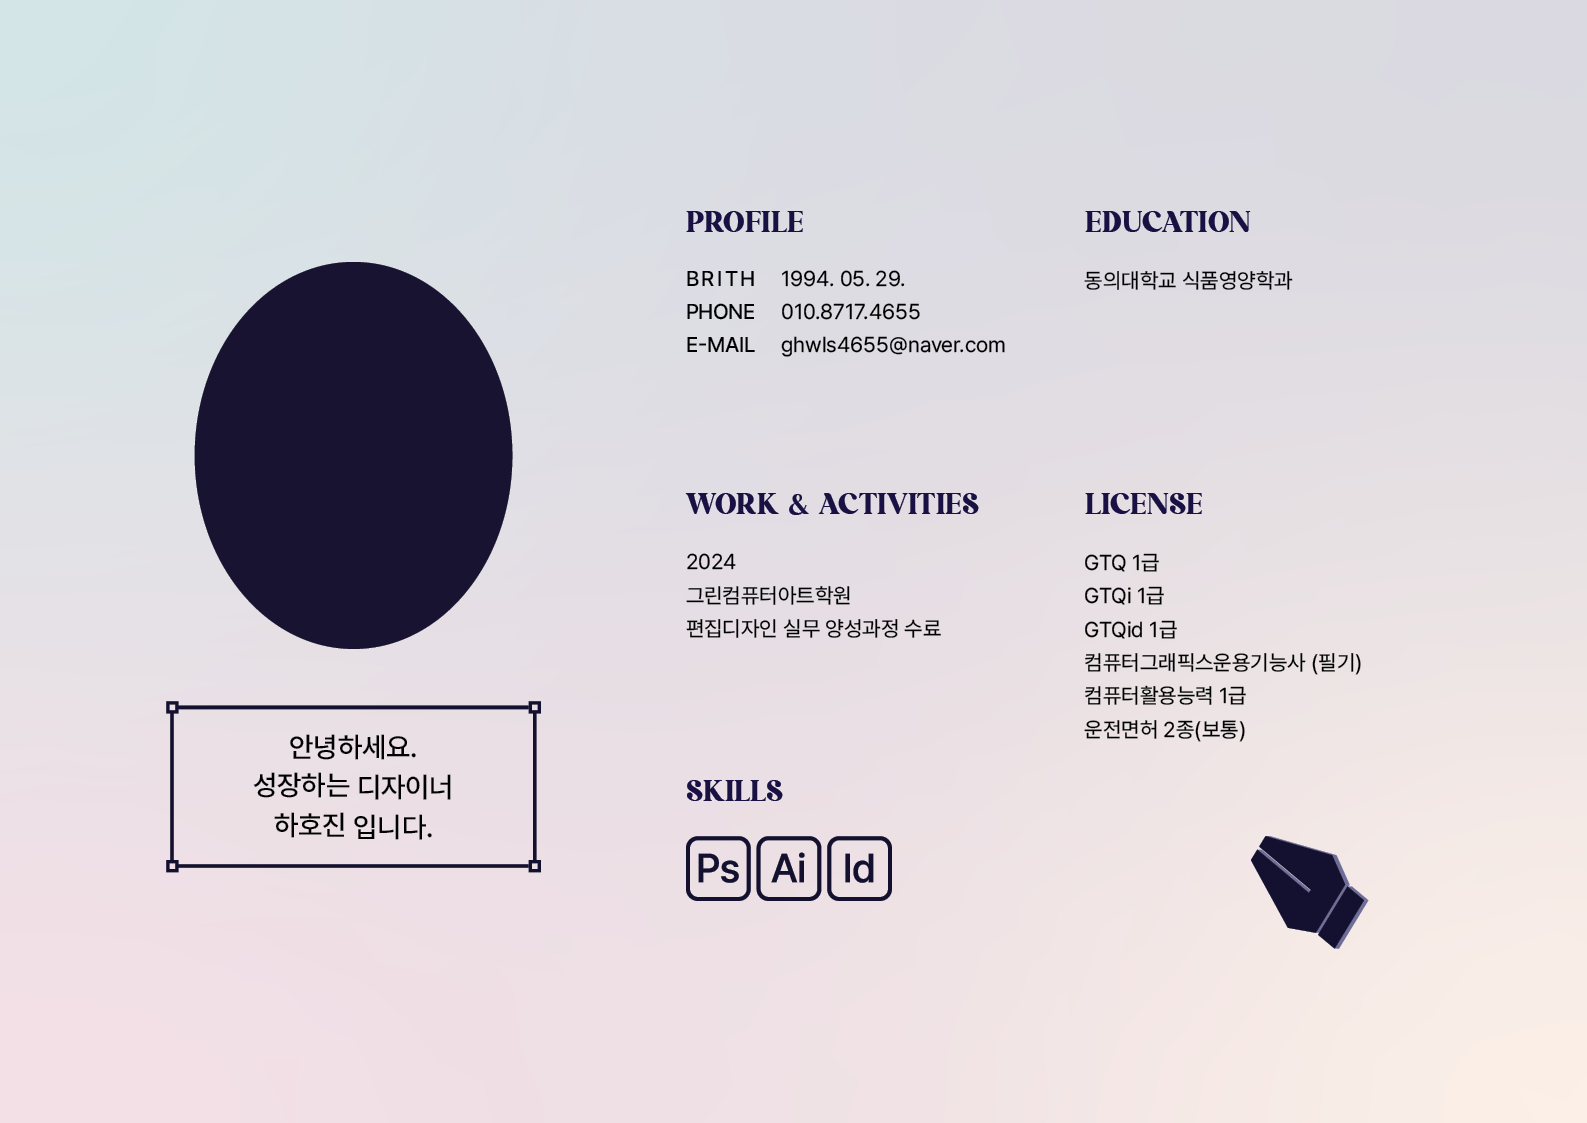 안녕하세요.
성장하는 디자이너
하호진 입니다.
PROFILE
BRITH 1994. 05. 29.
PHONE 010.8717.4655
E-MAIL ghwls4655@naver.com
EDUCATION
동의대학교 식품영양학과
WORK & ACTIVITIES
2024
그린컴퓨터아트학원
편집디자인 실무 양성과정 수료
LICENSE
GTQ 1급
GTQi 1급
GTQid 1급
컴퓨터그래픽스운용기능사 (필기)
컴퓨터활용능력 1급
운전면허 2종(보통)
SKILLS
Ps Ai Id